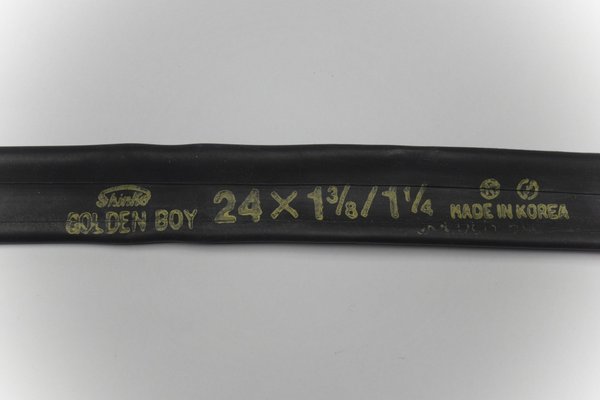 Shinko
GOLDEN BOY
24 × 1 3/8 / 1 1/4
MADE IN KOREA